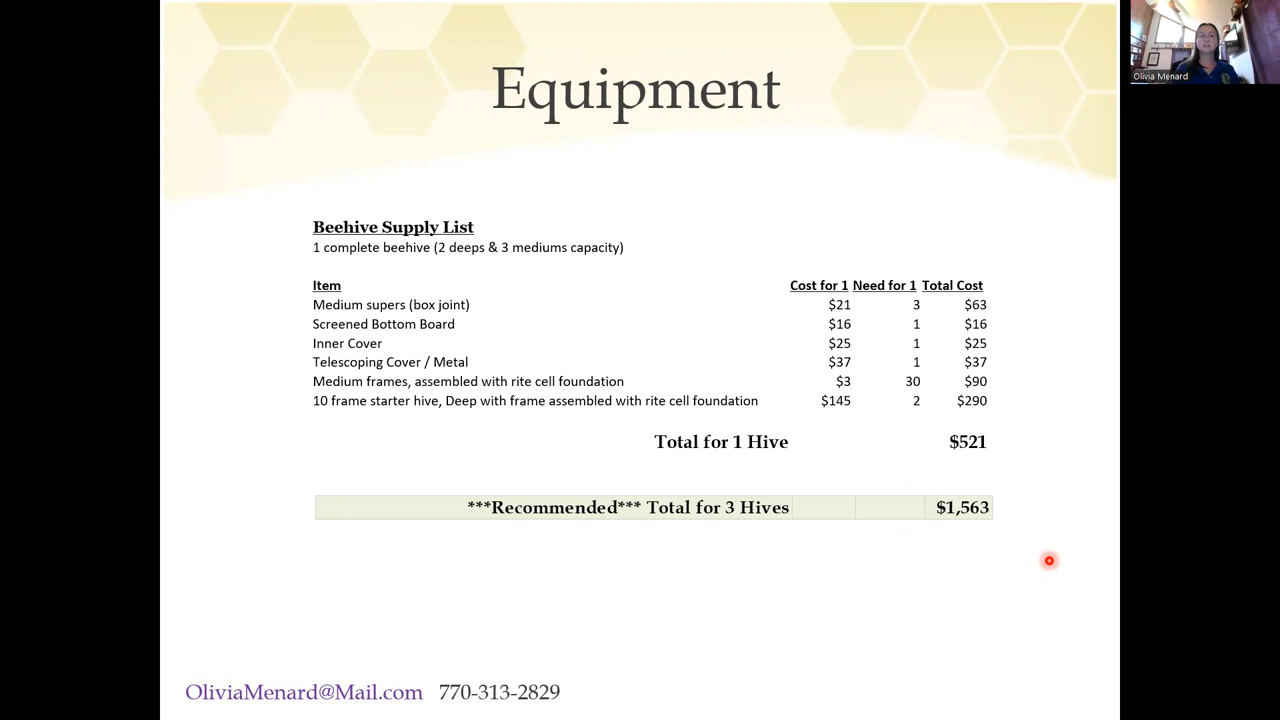 Equipment
Olivia Menard
Beehive Supply List
1 complete beehive (2 deeps & 3 mediums capacity)
Item Cost for 1 Need for 1 Total Cost
Medium supers (box joint) $21 3 $63
Screened Bottom Board $16 1 $16
Inner Cover $25 1 $25
Telescoping Cover / Metal $37 1 $37
Medium frames, assembled with rite cell foundation $3 30 $90
10 frame starter hive, Deep with frame assembled with rite cell foundation $145 2 $290
Total for 1 Hive $521
***Recommended*** Total for 3 Hives $1,563
OliviaMenard@Mail.com 770-313-2829